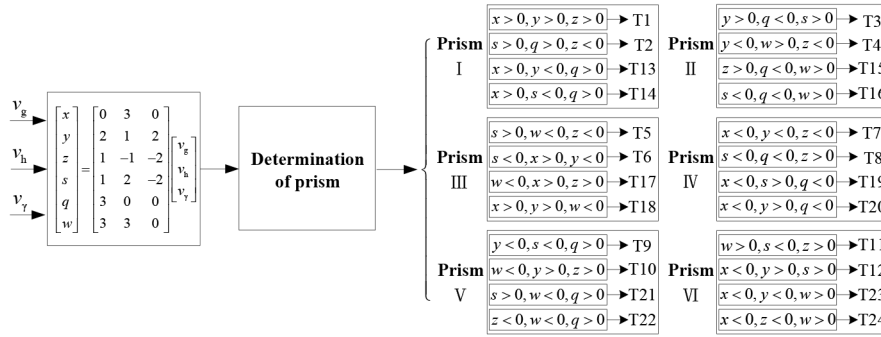 v_g
v_h
v_γ
[x y z s q w] = [0 3 0
2 1 2
1 -1 -2
1 2 -2
3 0 0
3 3 0] [v_g v_h v_γ]
Determination
of prism
Prism
I
x > 0, y > 0, z > 0 T1
s > 0, q > 0, z < 0 T2
x > 0, y < 0, q > 0 T13
x > 0, s < 0, q > 0 T14
Prism
II
y > 0, q < 0, s > 0 T3
y < 0, w > 0, z < 0 T4
z > 0, q < 0, w > 0 T15
s < 0, q < 0, w > 0 T16
Prism
III
s > 0, w < 0, z < 0 T5
s < 0, x > 0, y < 0 T6
w < 0, x > 0, z > 0 T17
x > 0, y > 0, w < 0 T18
Prism
IV
x < 0, y < 0, z < 0 T7
s < 0, q < 0, z > 0 T8
x < 0, s > 0, q < 0 T19
x < 0, y > 0, q < 0 T20
Prism
V
y < 0, s < 0, q > 0 T9
w < 0, y > 0, z > 0 T10
s > 0, w < 0, q > 0 T21
z < 0, w < 0, q > 0 T22
Prism
VI
w > 0, s < 0, z > 0 T11
x < 0, y > 0, s > 0 T12
x < 0, y < 0, w > 0 T23
x < 0, z < 0, w > 0 T24